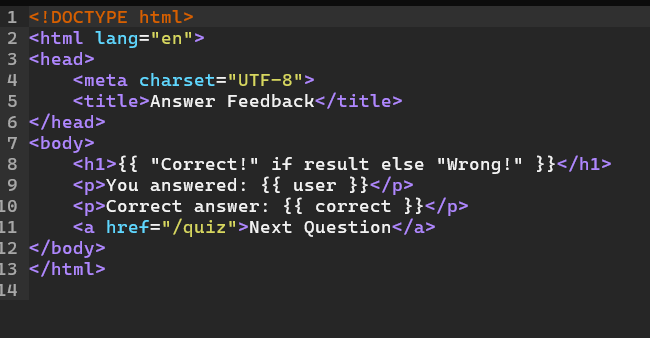 1 <!DOCTYPE html>
2 <html lang="en">
3 <head>
4     <meta charset="UTF-8">
5     <title>Answer Feedback</title>
6 </head>
7 <body>
8     <h1>{{ "Correct!" if result else "Wrong!" }}</h1>
9     <p>You answered: {{ user }}</p>
10     <p>Correct answer: {{ correct }}</p>
11     <a href="/quiz">Next Question</a>
12 </body>
13 </html>
14